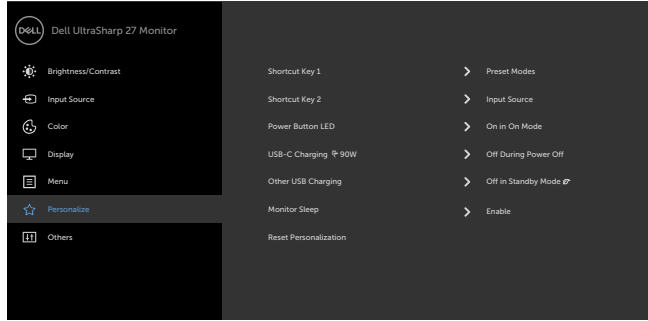 DELL Dell UltraSharp 27 Monitor
Brightness/Contrast
Input Source
Color
Display
Menu
Personalize
Others
Shortcut Key 1 Preset Modes
Shortcut Key 2 Input Source
Power Button LED On in On Mode
USB-C Charging 90W Off During Power Off
Other USB Charging Off in Standby Mode
Monitor Sleep Enable
Reset Personalization